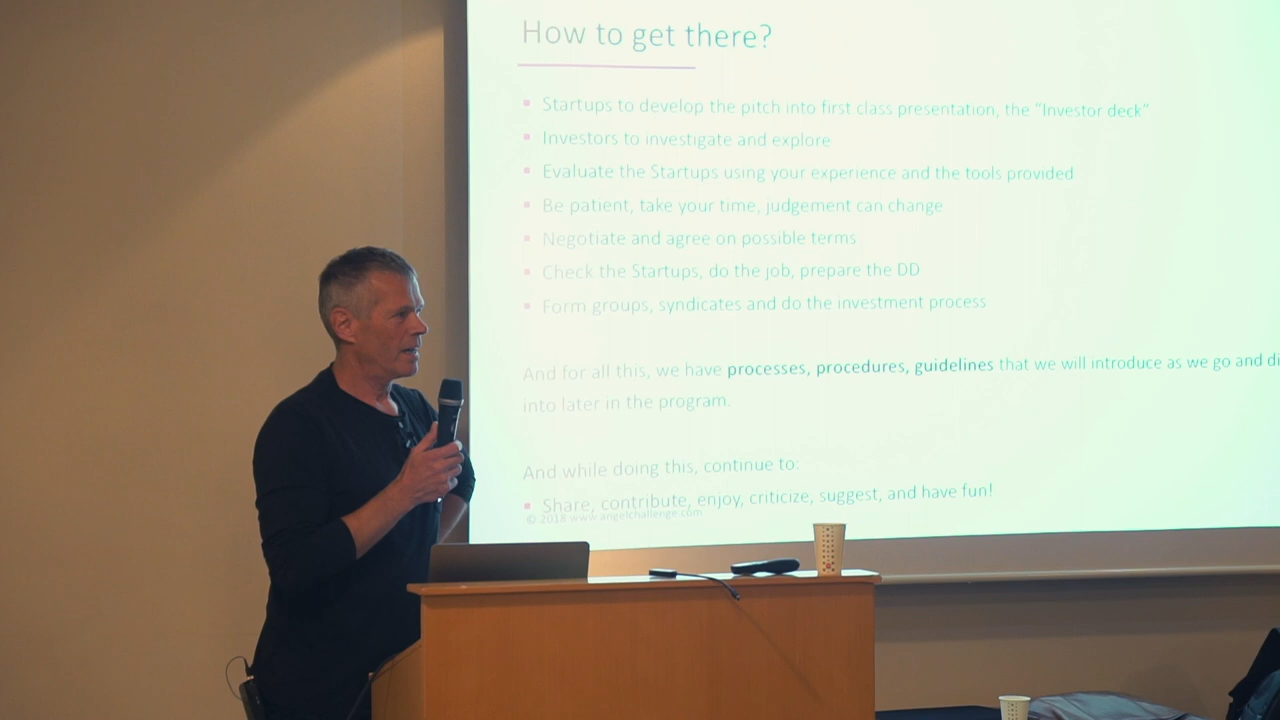 How to get there?
Startups to develop the pitch into first class presentation, the "Investor deck"
Investors to investigate and explore
Evaluate the Startups using your experience and the tools provided
Be patient, take your time, judgement can change
Negotiate and agree on possible terms
Check the Startups, do the job, prepare the DD
Form groups, syndicates and do the investment process
And for all this, we have processes, procedures, guidelines that we will introduce as we go and di
into later in the program.
And while doing this, continue to:
Share, contribute, enjoy, criticize, suggest, and have fun!
© 2018 www.angelchallenge.com